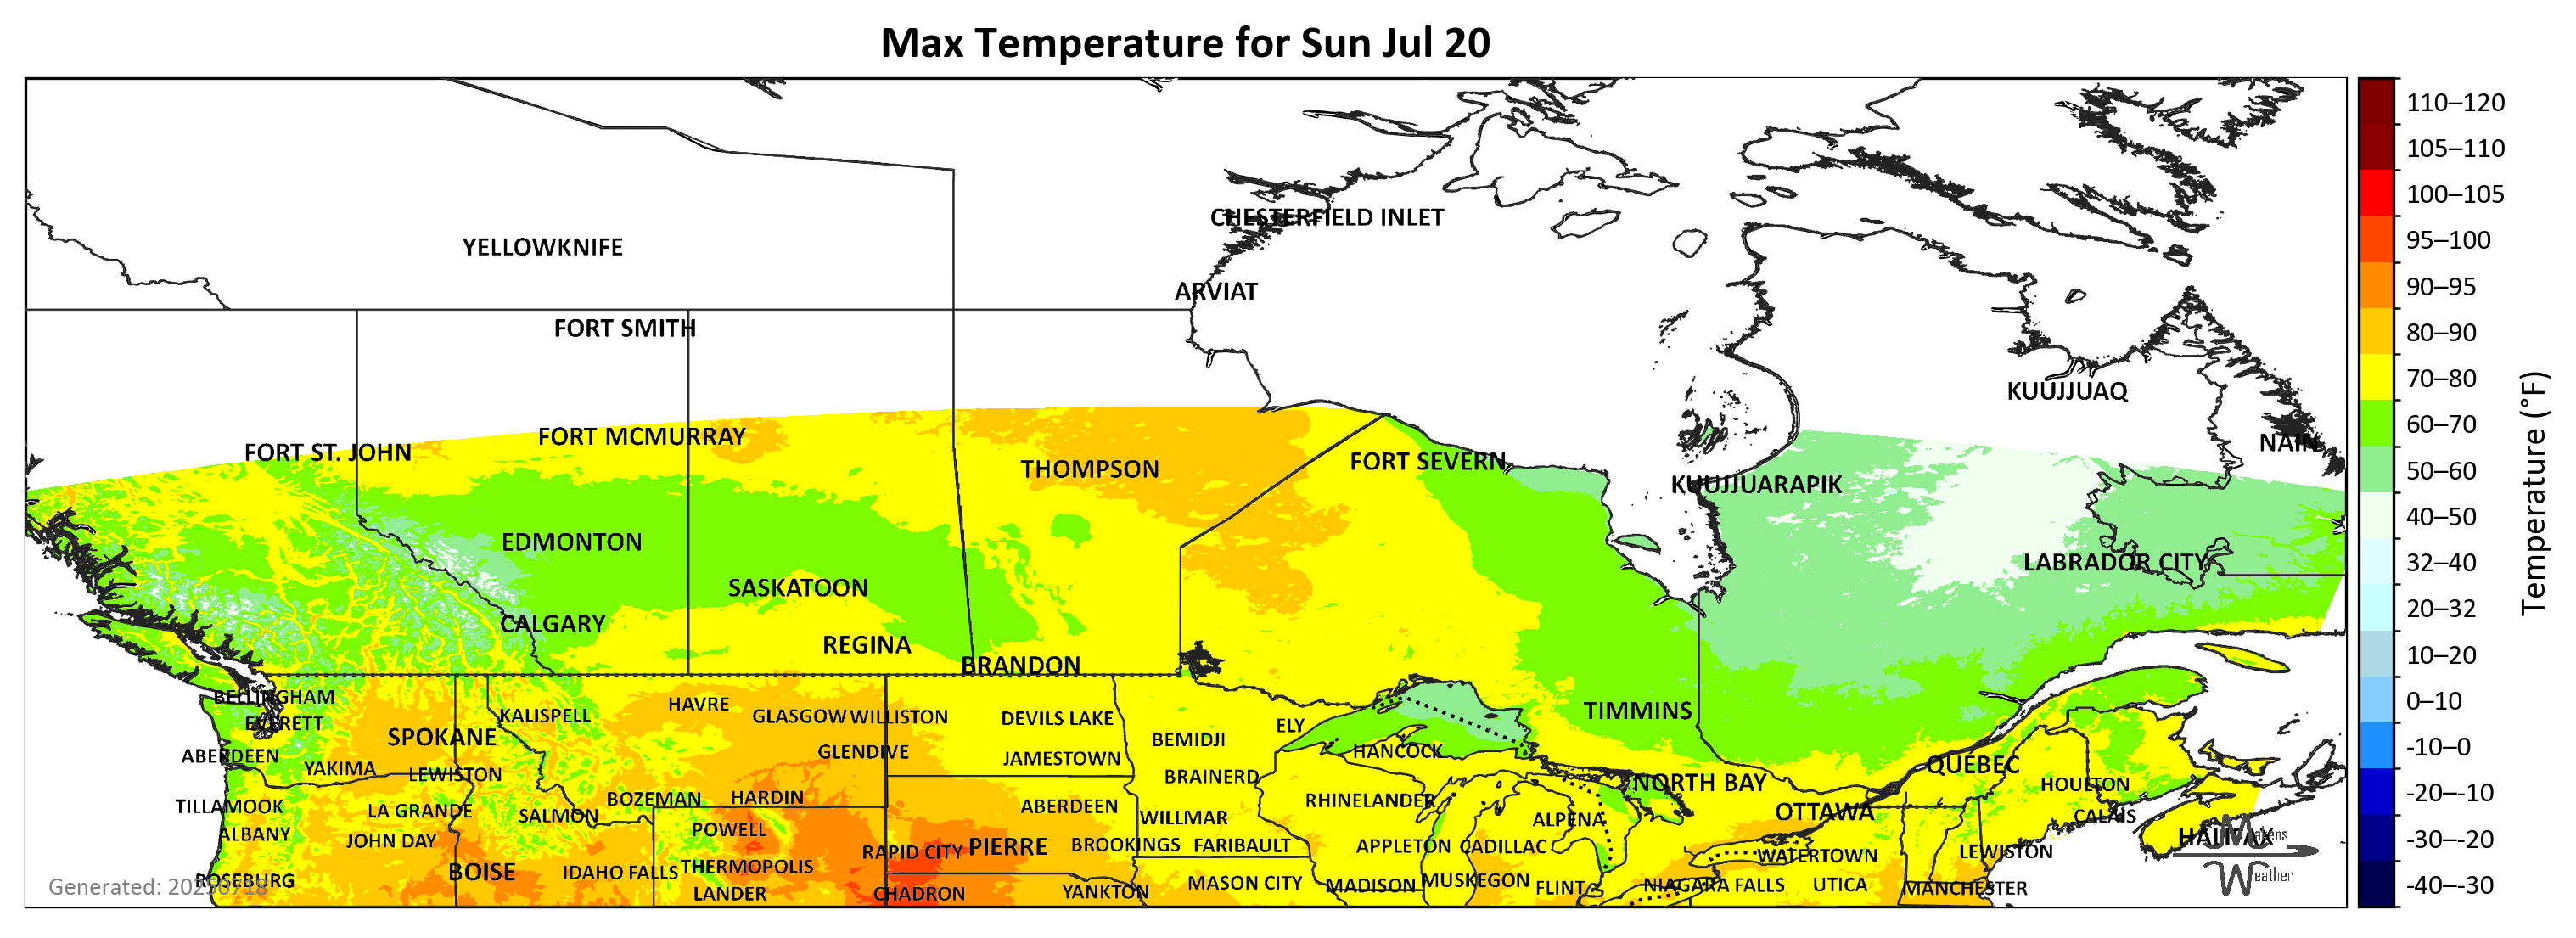 Max Temperature for Sun Jul 20
CHESTERFIELD INLET
YELLOWKNIFE
ARVIAT
FORT SMITH
KUUJJUAQ
FORT MCMURRAY
NAIN
FORT ST. JOHN
FORT SEVERN
THOMPSON
KUUJJUARAPIK
EDMONTON
LABRADOR CITY
SASKATOON
CALGARY
REGINA
BRANDON
BELLINGHAM
HAVRE
TIMMINS
KALISPELL
GLASGOW
WILLISTON
DEVILS LAKE
EVERETT
ELY
SPOKANE
BEMIDJI
GLENDIVE
HANCOCK
ABERDEEN
JAMESTOWN
QUÉBEC
YAKIMA
LEWISTON
BRAINERD
NORTH BAY
HOULTON
BOZEMAN
HARDIN
RHINELANDER
TILLAMOOK
LA GRANDE
ABERDEEN
OTTAWA
SALMON
WILLMAR
ALPENA
CALAIS
ALBANY
POWELL
HALIFAX
JOHN DAY
RAPID CITY
PIERRE
BROOKINGS
FARIBAULT
APPLETON
CADILLAC
WATERTOWN
LEWISTON
BOISE
IDAHO FALLS
THERMOPOLIS
ROSEBURG
LANDER
CHADRON
YANKTON
MASON CITY
MADISON
MUSKEGON
FLINT
NIAGARA FALLS
UTICA
MANCHESTER
Generated: 20250718
Makens
Weather
110–120
105–110
100–105
95–100
90–95
80–90
70–80
60–70
50–60
40–50
32–40
20–32
10–20
0–10
-10–0
-20–-10
-30–-20
-40–-30
Temperature (°F)